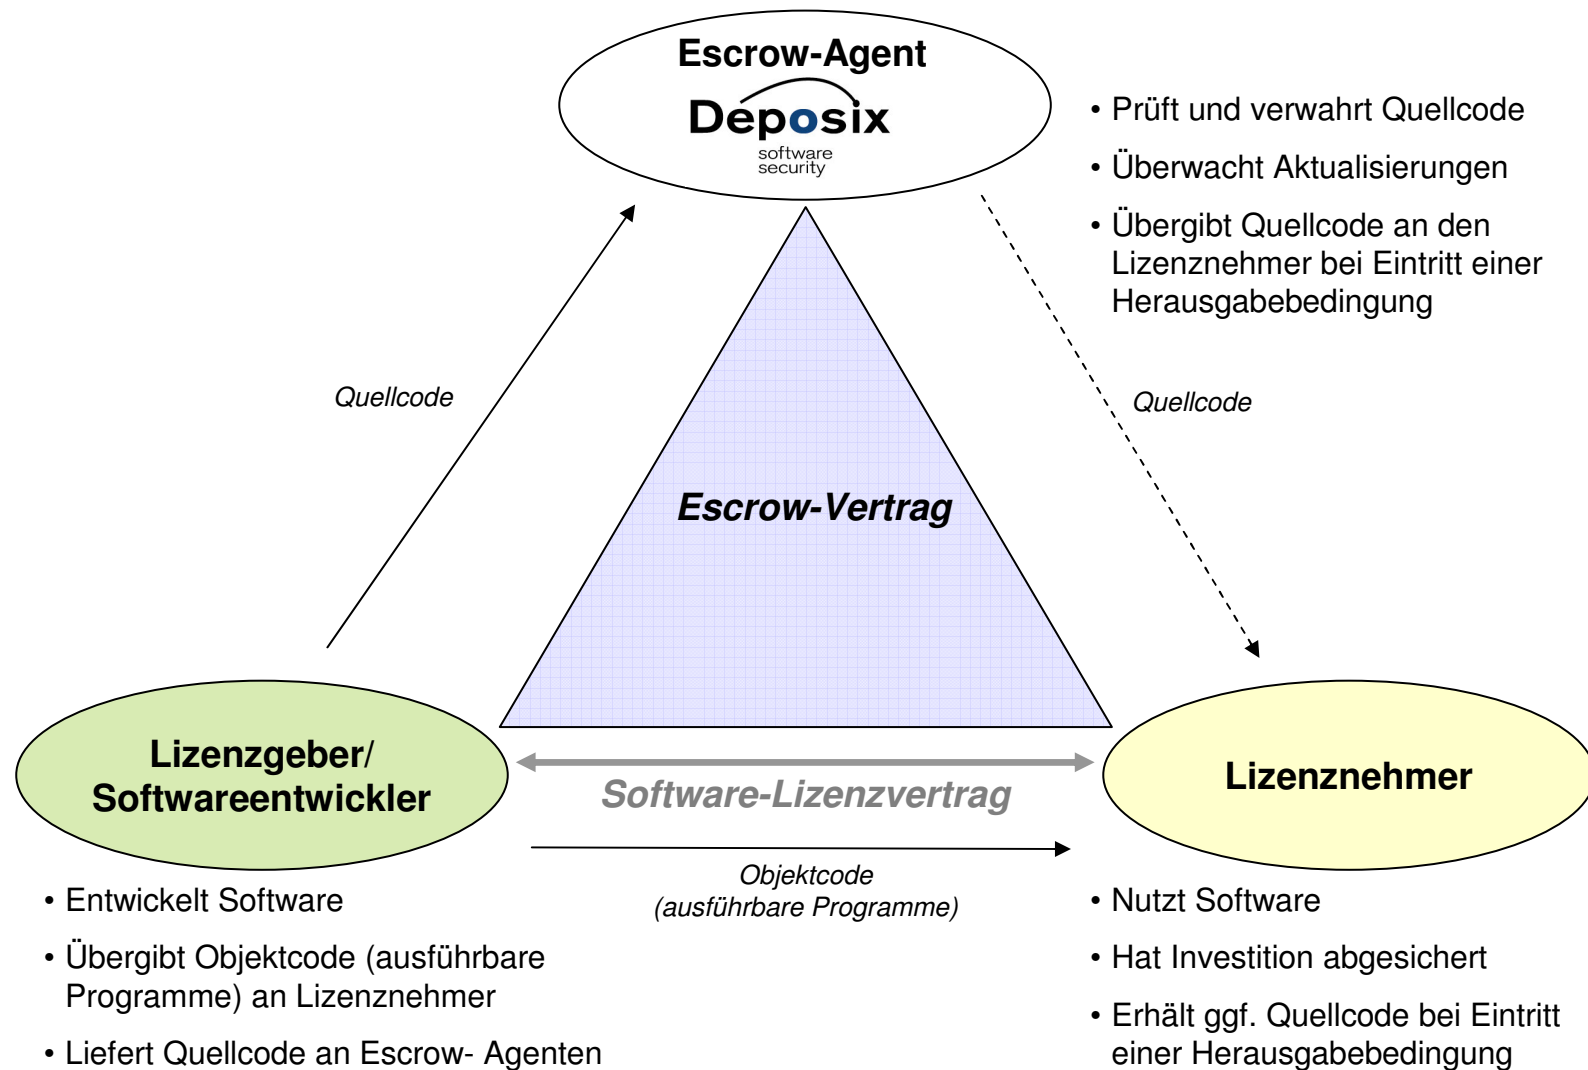 Escrow-Agent
Deposix
software
security
• Prüft und verwahrt Quellcode
• Überwacht Aktualisierungen
• Übergibt Quellcode an den
Lizenznehmer bei Eintritt einer
Herausgabebedingung
Quellcode
Quellcode
Escrow-Vertrag
Lizenzgeber/
Softwareentwickler
Software-Lizenzvertrag
Lizenznehmer
Objektcode
(ausführbare Programme)
• Entwickelt Software
• Übergibt Objektcode (ausführbare
Programme) an Lizenznehmer
• Liefert Quellcode an Escrow- Agenten
• Nutzt Software
• Hat Investition abgesichert
• Erhält ggf. Quellcode bei Eintritt
einer Herausgabebedingung